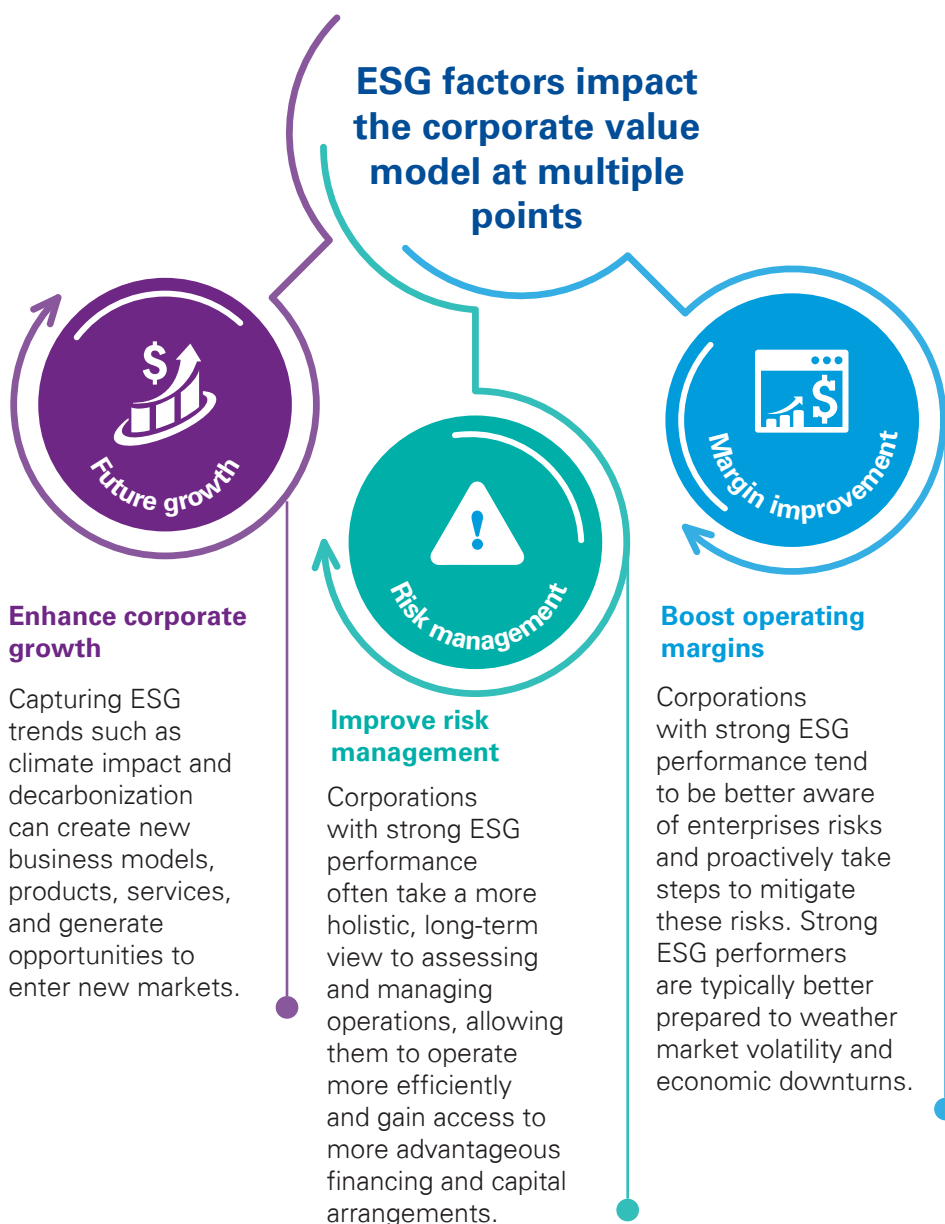 ESG factors impact
the corporate value
model at multiple
points
$
Future growth
Enhance corporate
growth
Capturing ESG
trends such as
climate impact and
decarbonization
can create new
business models,
products, services,
and generate
opportunities to
enter new markets.
!
Risk management
Improve risk
management
Corporations
with strong ESG
performance
often take a more
holistic, long-term
view to assessing
and managing
operations, allowing
them to operate
more efficiently
and gain access to
more advantageous
financing and capital
arrangements.
$
Margin improvement
Boost operating
margins
Corporations
with strong ESG
performance tend
to be better aware
of enterprises risks
and proactively take
steps to mitigate
these risks. Strong
ESG performers
are typically better
prepared to weather
market volatility and
economic downturns.